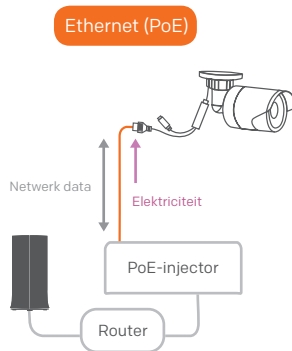 Ethernet (PoE)
Netwerk data
Elektriciteit
PoE-injector
Router